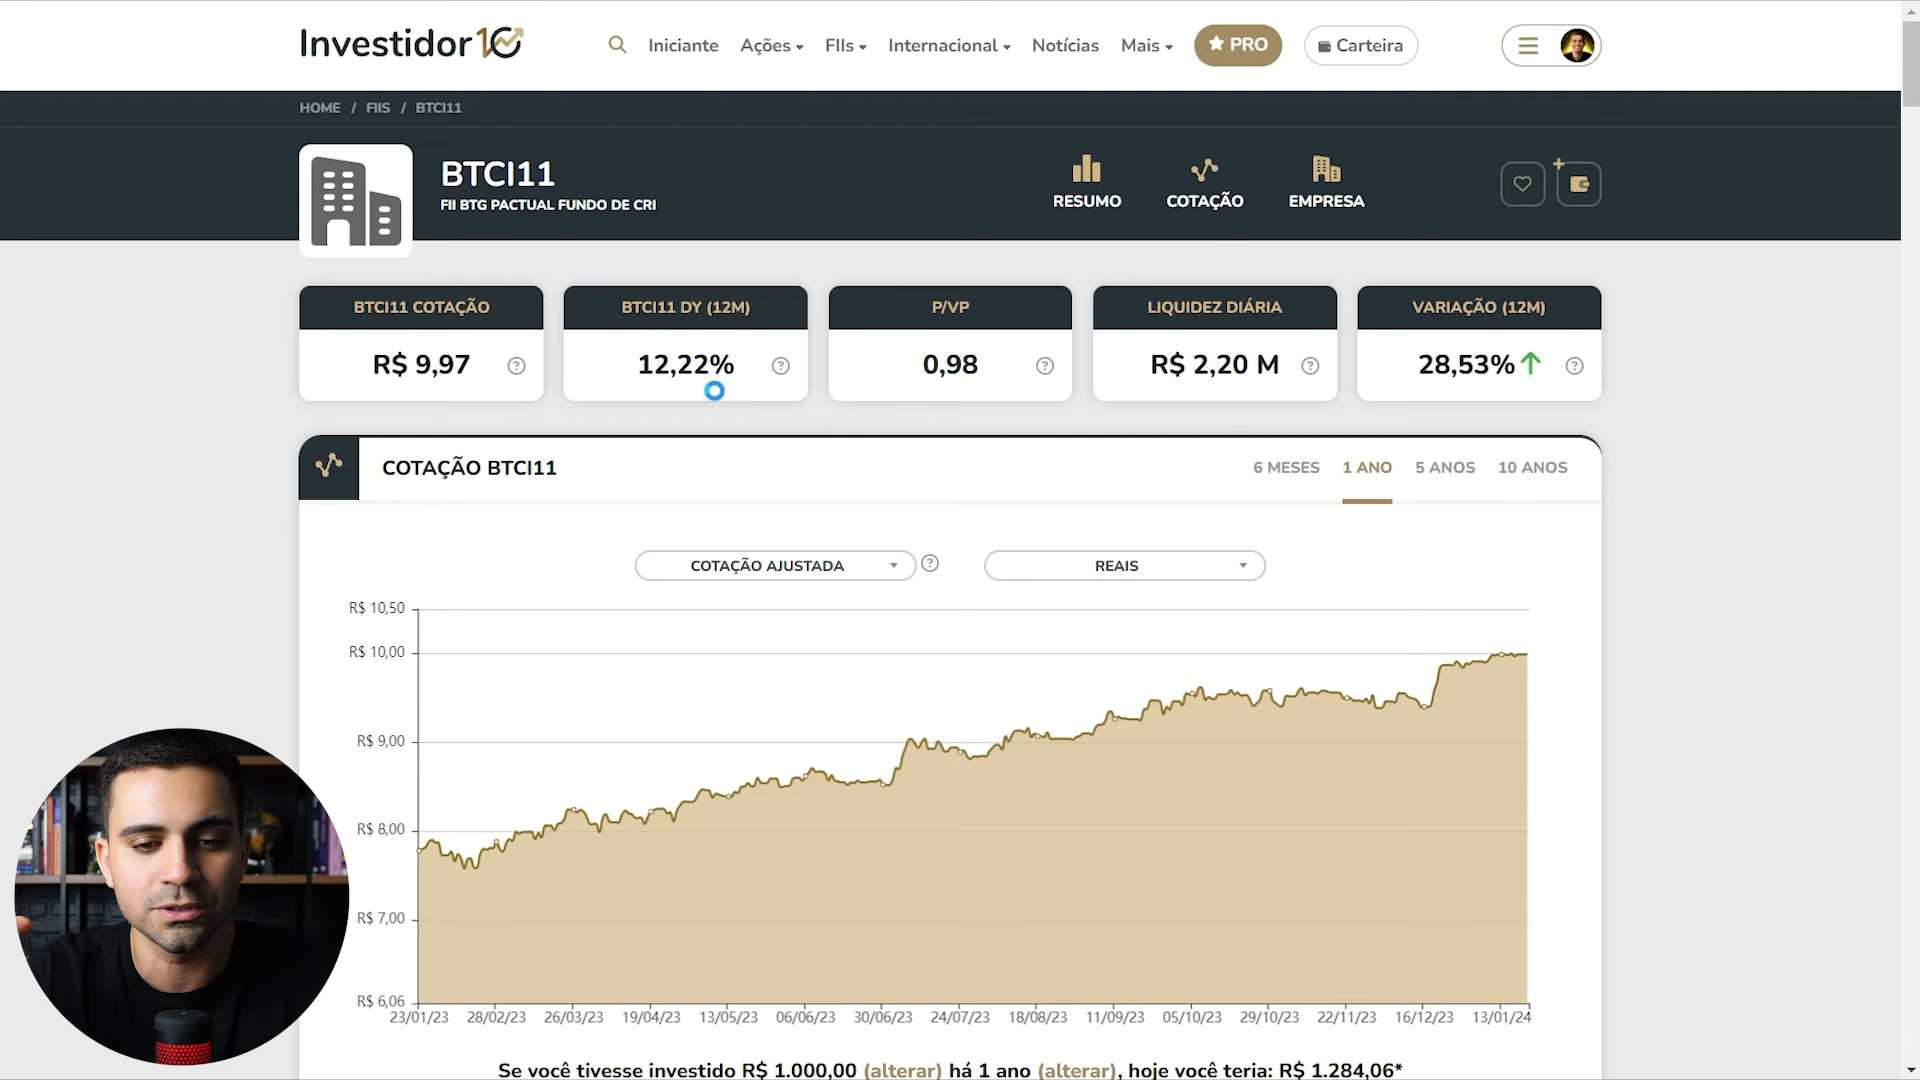 Investidor10
Iniciante
Ações
FIIs
Internacional
Notícias
Mais
PRO
Carteira
HOME / FIIS / BTCI11
BTCI11
FII BTG PACTUAL FUNDO DE CRI
RESUMO
COTAÇÃO
EMPRESA
BTCI11 COTAÇÃO
R$ 9,97
BTCI11 DY (12M)
12,22%
P/VP
0,98
LIQUIDEZ DIÁRIA
R$ 2,20 M
VARIAÇÃO (12M)
28,53%
COTAÇÃO BTCI11
6 MESES
1 ANO
5 ANOS
10 ANOS
COTAÇÃO AJUSTADA
REAIS
R$ 10,50
R$ 10,00
R$ 9,00
R$ 8,00
R$ 7,00
R$ 6,06
23/01/23
28/02/23
26/03/23
19/04/23
13/05/23
06/06/23
30/06/23
24/07/23
18/08/23
11/09/23
05/10/23
29/10/23
22/11/23
16/12/23
13/01/24
Se você tivesse investido R$ 1.000,00 (alterar) há 1 ano (alterar), hoje você teria: R$ 1.284,06*